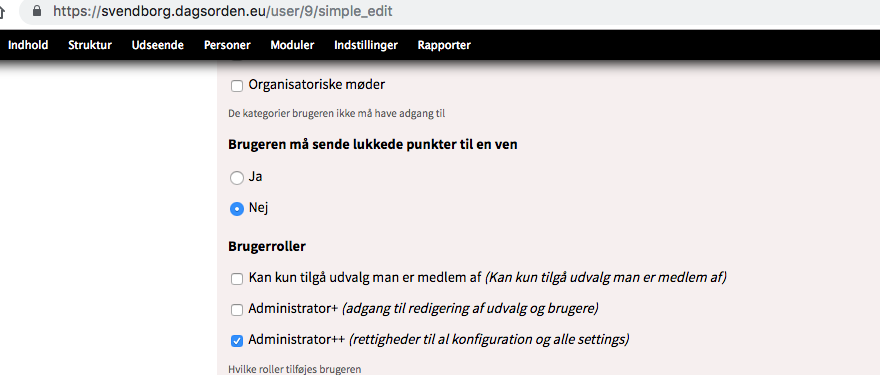 https://svendborg.dagsorden.eu/user/9/simple_edit
Indhold Struktur Udseende Personer Moduler Indstillinger Rapporter
Organisatoriske møder
De kategorier brugeren ikke må have adgang til
Brugeren må sende lukkede punkter til en ven
Ja
Nej
Brugerroller
Kan kun tilgå udvalg man er medlem af (Kan kun tilgå udvalg man er medlem af)
Administrator+ (adgang til redigering af udvalg og brugere)
Administrator++ (rettigheder til al konfiguration og alle settings)
Hvilke roller tilføjes brugeren